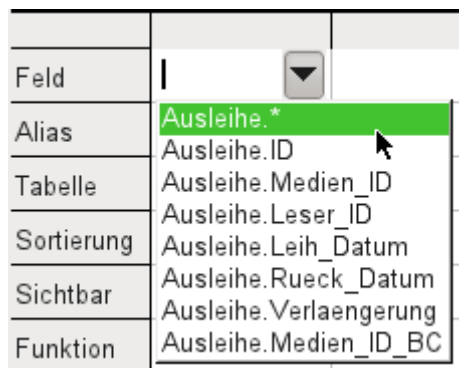 Feld
Alias
Tabelle
Sortierung
Sichtbar
Funktion
Ausleihe.*
Ausleihe.ID
Ausleihe.Medien_ID
Ausleihe.Leser_ID
Ausleihe.Leih_Datum
Ausleihe.Rueck_Datum
Ausleihe.Verlaengerung
Ausleihe.Medien_ID_BC